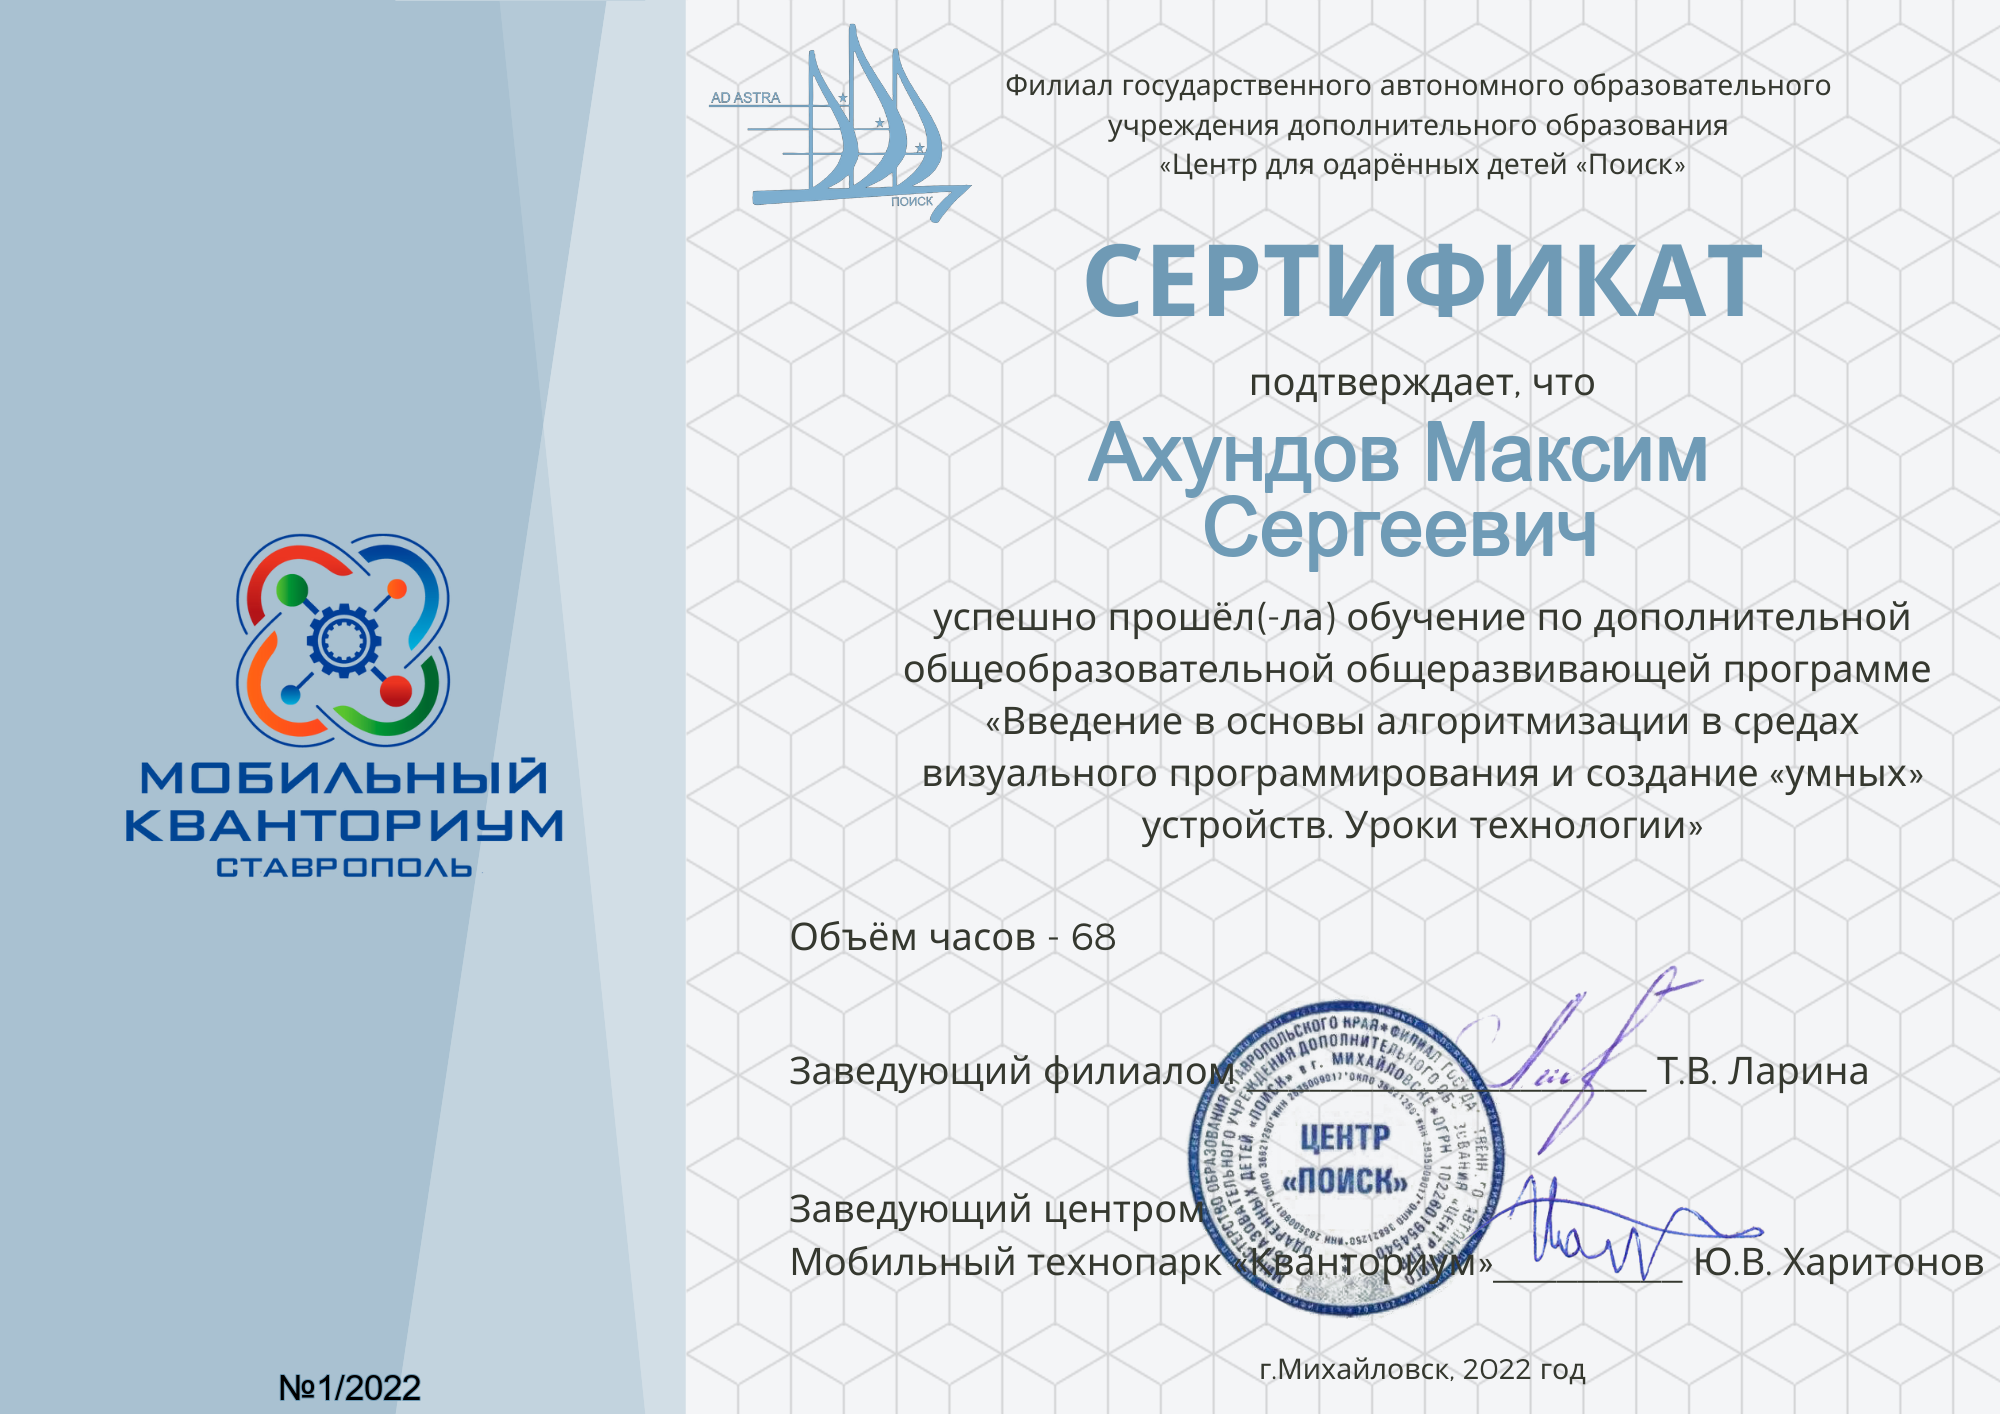 AD ASTRA
ПОИСК
Филиал государственного автономного образовательного
учреждения дополнительного образования
«Центр для одарённых детей «Поиск»
СЕРТИФИКАТ
подтверждает, что
Ахундов Максим
Сергеевич
успешно прошёл(-ла) обучение по дополнительной
общеобразовательной общеразвивающей программе
«Введение в основы алгоритмизации в средах
визуального программирования и создание «умных»
устройств. Уроки технологии»
МОБИЛЬНЫЙ
КВАНТОРИУМ
СТАВРОПОЛЬ
Объём часов - 68
Заведующий филиалом Т.В. Ларина
ЦЕНТР
«ПОИСК»
Заведующий центром
Мобильный технопарк «Кванториум»__________ Ю.В. Харитонов
г.Михайловск, 2022 год
№1/2022